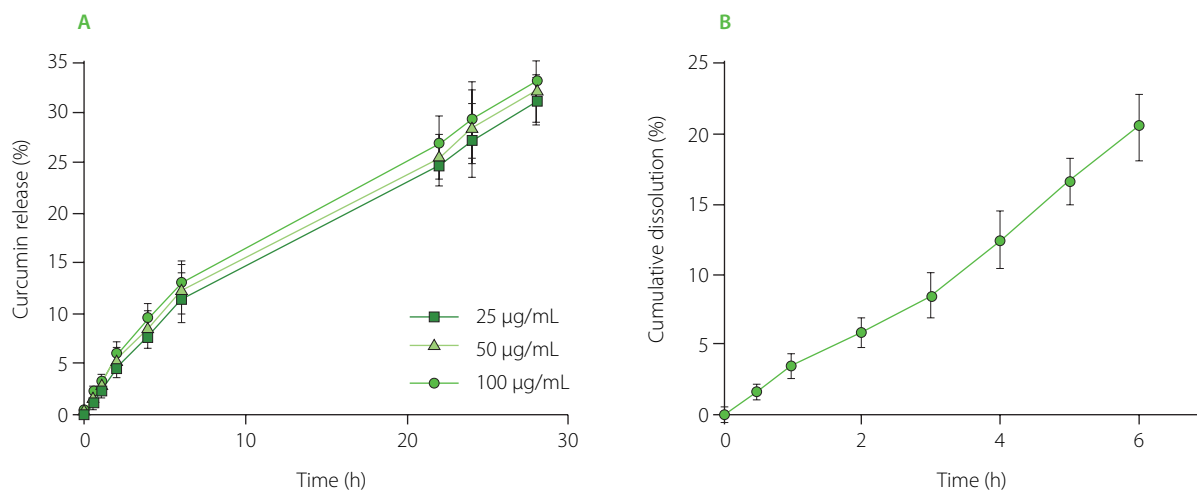 A
35
30
25
20
15
10
5
0
0
10
20
30
Curcumin release (%)
Time (h)
25 µg/mL
50 µg/mL
100 µg/mL
B
25
20
15
10
5
0
0
2
4
6
Cumulative dissolution (%)
Time (h)